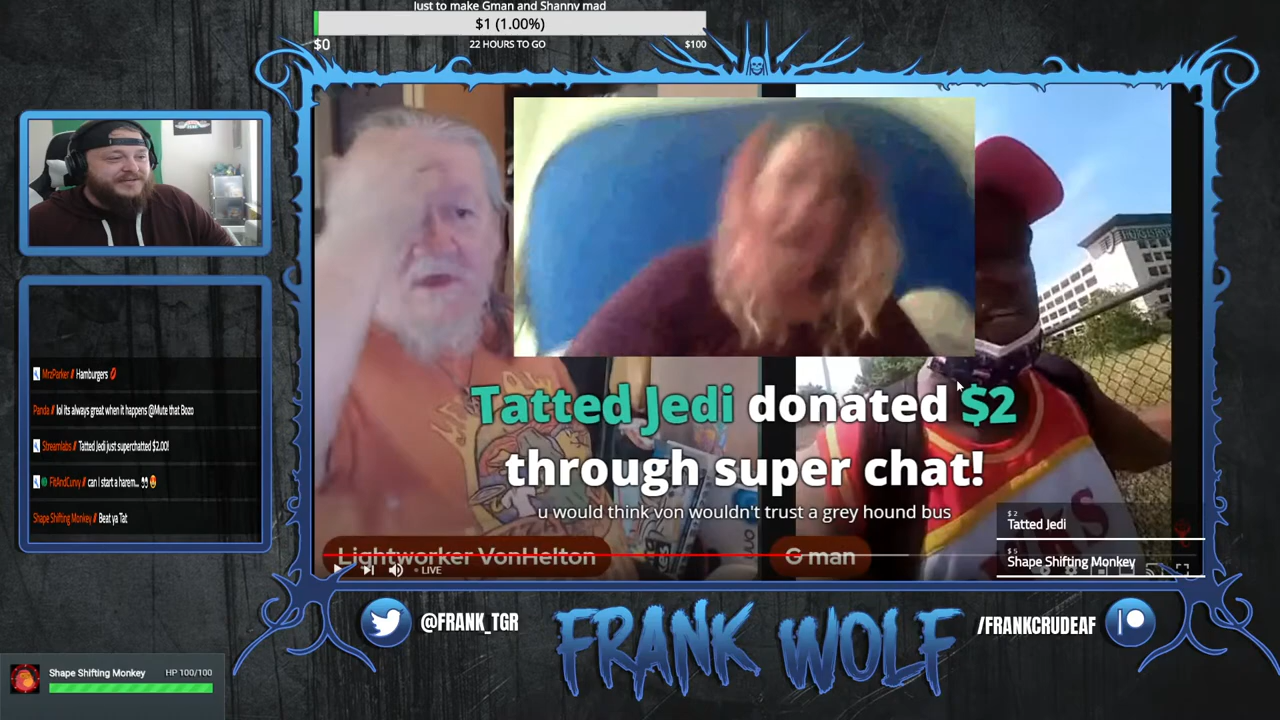 Just to make Gman and Shanny mad
$1 (1.00%)
$0
22 HOURS TO GO
$100
MrzParker // Hamburgers
Panda // lol its always great when it happens @Mute that Bozo
Streamlabs // Tatted Jedi just superchatted $2.00!
FitAndCurvy // can I start a harem...
Shape Shifting Monkey // Beat ya Tat
Tatted Jedi donated $2
through super chat!
u would think von wouldn't trust a grey hound bus
$2
Tatted Jedi
$5
Shape Shifting Monkey
Lightworker VonHelton
G man
LIVE
@FRANK_TGR
FRANK WOLF
/FRANKCRUDEAF
Shape Shifting Monkey
HP 100/100